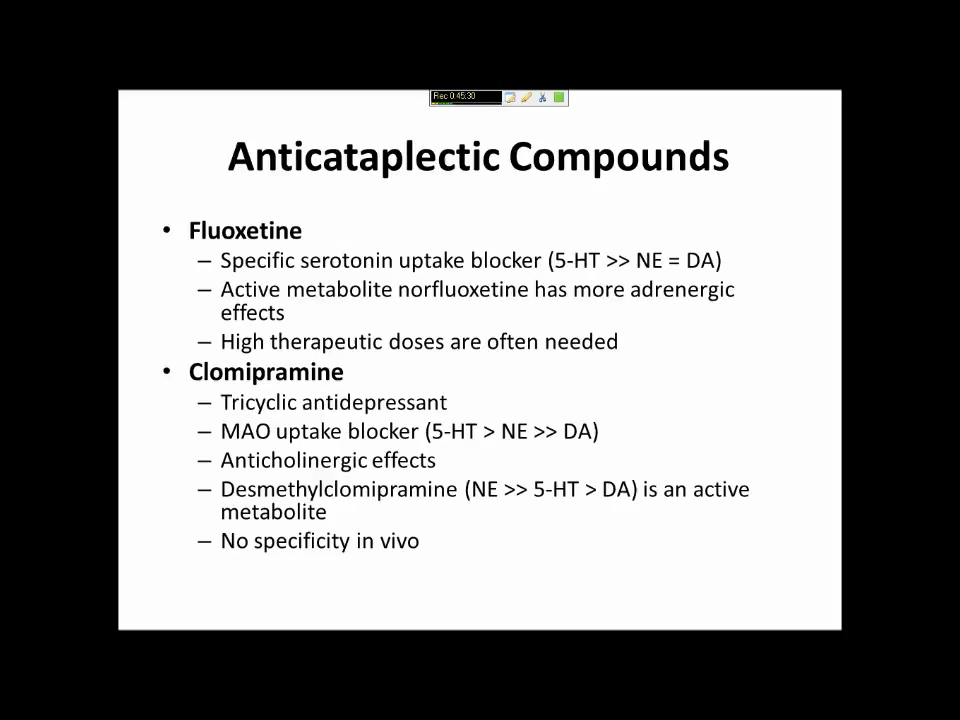 Rec 0:45:30
Anticataplectic Compounds
• Fluoxetine
– Specific serotonin uptake blocker (5-HT >> NE = DA)
– Active metabolite norfluoxetine has more adrenergic
effects
– High therapeutic doses are often needed
• Clomipramine
– Tricyclic antidepressant
– MAO uptake blocker (5-HT > NE >> DA)
– Anticholinergic effects
– Desmethylclomipramine (NE >> 5-HT > DA) is an active
metabolite
– No specificity in vivo